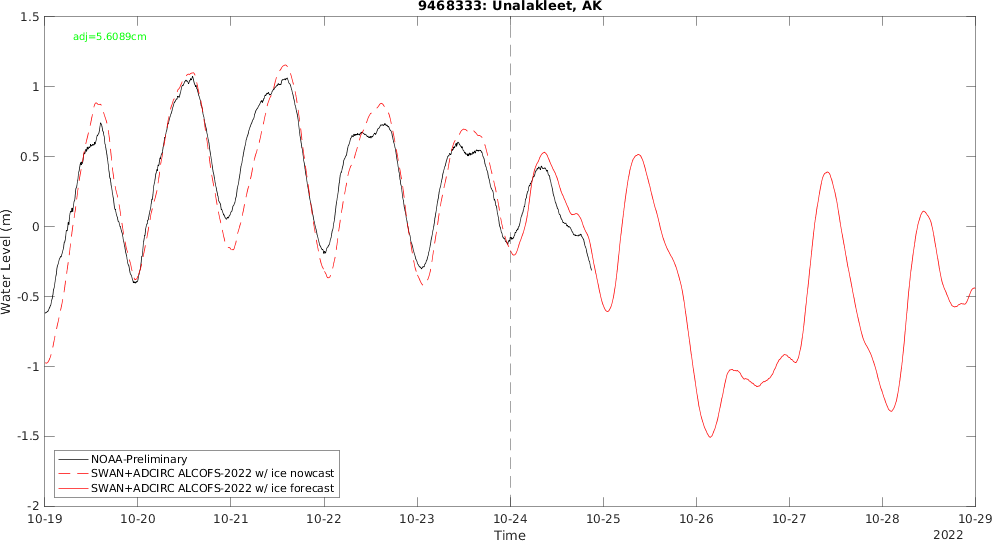 9468333: Unalakleet, AK
adj=5.6089cm
1.5
1
0.5
0
-0.5
-1
-1.5
-2
Water Level (m)
NOAA-Preliminary
SWAN+ADCIRC ALCOFS-2022 w/ ice nowcast
SWAN+ADCIRC ALCOFS-2022 w/ ice forecast
10-19 10-20 10-21 10-22 10-23 10-24 10-25 10-26 10-27 10-28 10-29
Time
2022